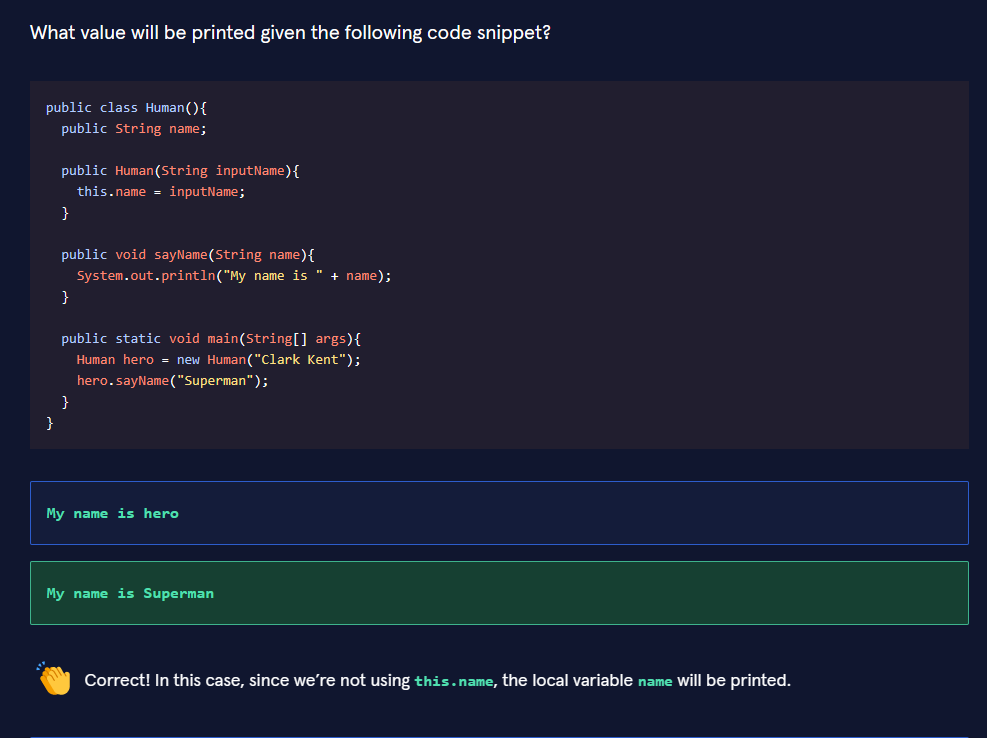 What value will be printed given the following code snippet?
public class Human(){
  public String name;

  public Human(String inputName){
    this.name = inputName;
  }

  public void sayName(String name){
    System.out.println("My name is " + name);
  }

  public static void main(String[] args){
    Human hero = new Human("Clark Kent");
    hero.sayName("Superman");
  }
}
My name is hero
My name is Superman
Correct! In this case, since we’re not using this.name, the local variable name will be printed.